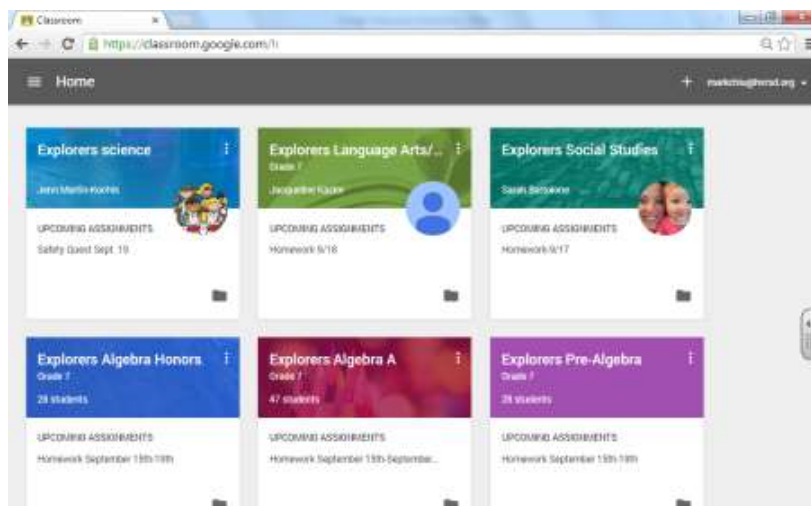 Classroom
https://classroom.google.com/h
Home
Explorers science
UPCOMING ASSIGNMENTS
Safety Quest Sept. 19
Explorers Language Arts/...
Grade 7
UPCOMING ASSIGNMENTS
Homework 9/18
Explorers Social Studies
UPCOMING ASSIGNMENTS
Homework 9/17
Explorers Algebra Honors
Grade 7
28 students
UPCOMING ASSIGNMENTS
Homework September 15th-19th
Explorers Algebra A
Grade 7
47 students
UPCOMING ASSIGNMENTS
Homework September 15th-September...
Explorers Pre-Algebra
Grade 7
28 students
UPCOMING ASSIGNMENTS
Homework September 15th-19th